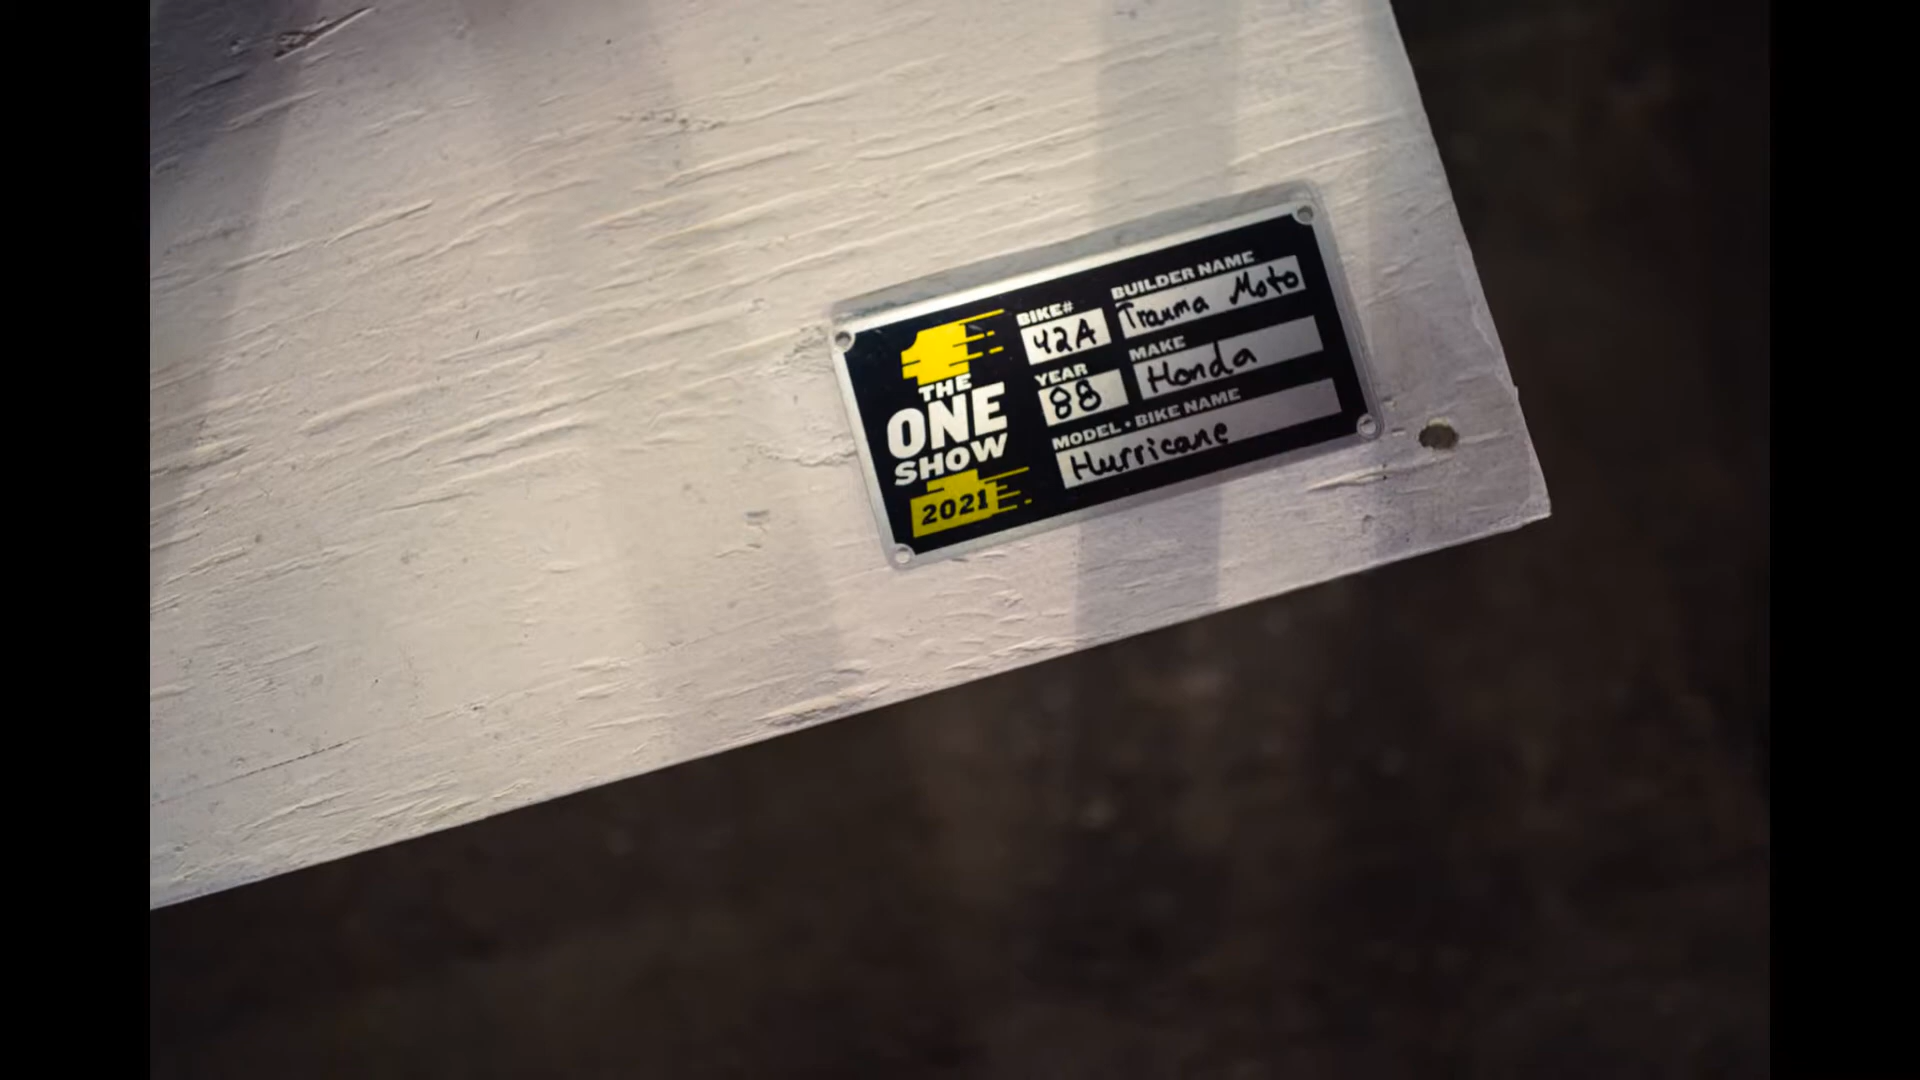 THE
ONE
SHOW
2021
BIKE#
42A
BUILDER NAME
Trauma Moto
YEAR
88
MAKE
Honda
MODEL • BIKE NAME
Hurricane